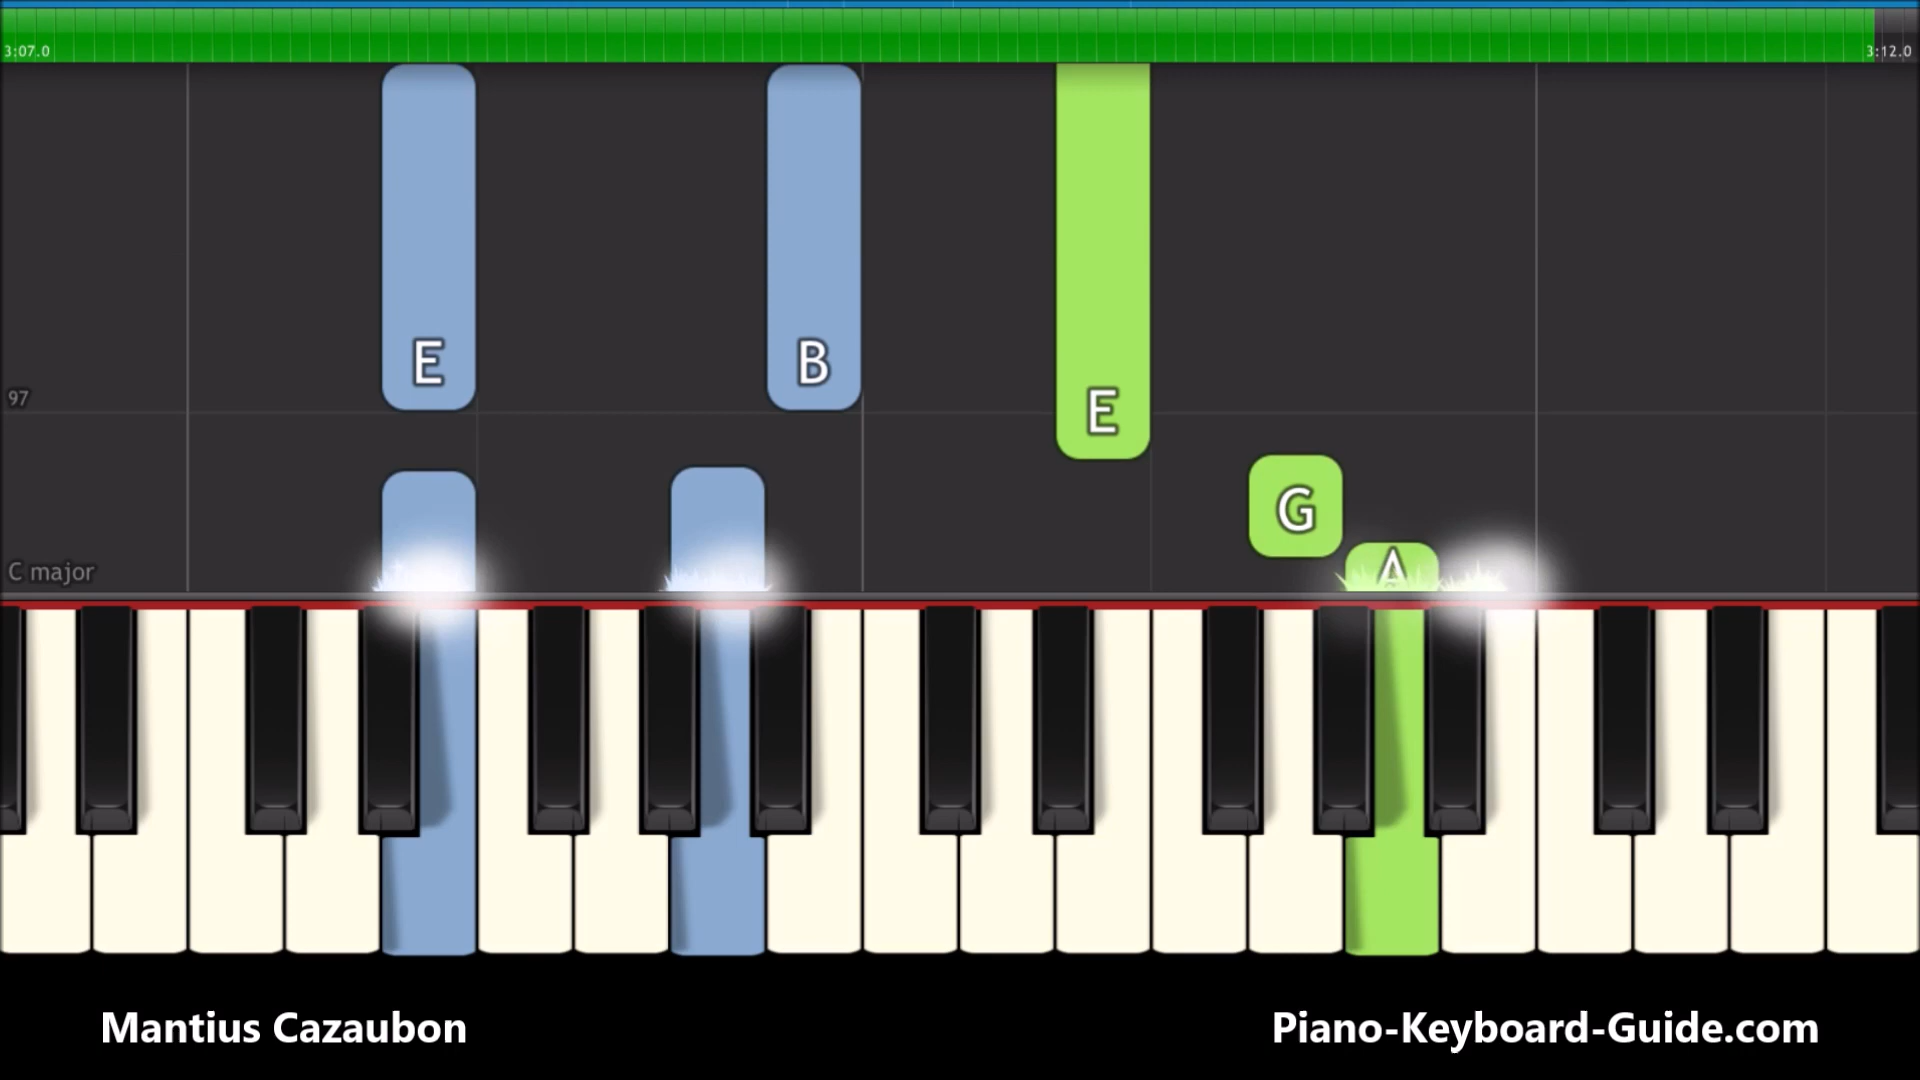 3:07.0
3:12.0
E
B
E
97
G
A
C major
Mantius Cazaubon
Piano-Keyboard-Guide.com